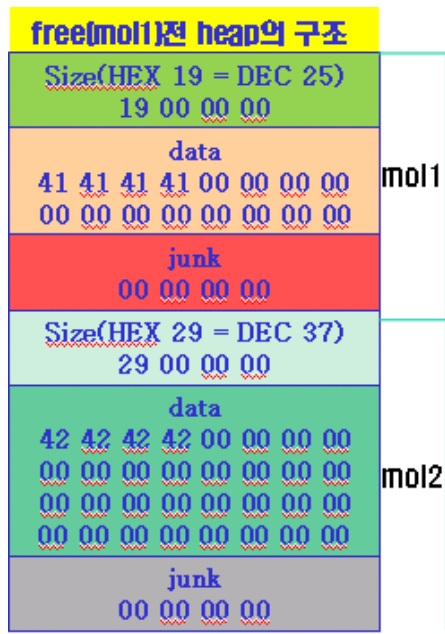 free(mol1)전 heap의 구조
Size(HEX 19 = DEC 25)
19 00 00 00
data
41 41 41 41 00 00 00 00
00 00 00 00 00 00 00 00
mol1
junk
00 00 00 00
Size(HEX 29 = DEC 37)
29 00 00 00
data
42 42 42 42 00 00 00 00
00 00 00 00 00 00 00 00
00 00 00 00 00 00 00 00
00 00 00 00 00 00 00 00
mol2
junk
00 00 00 00